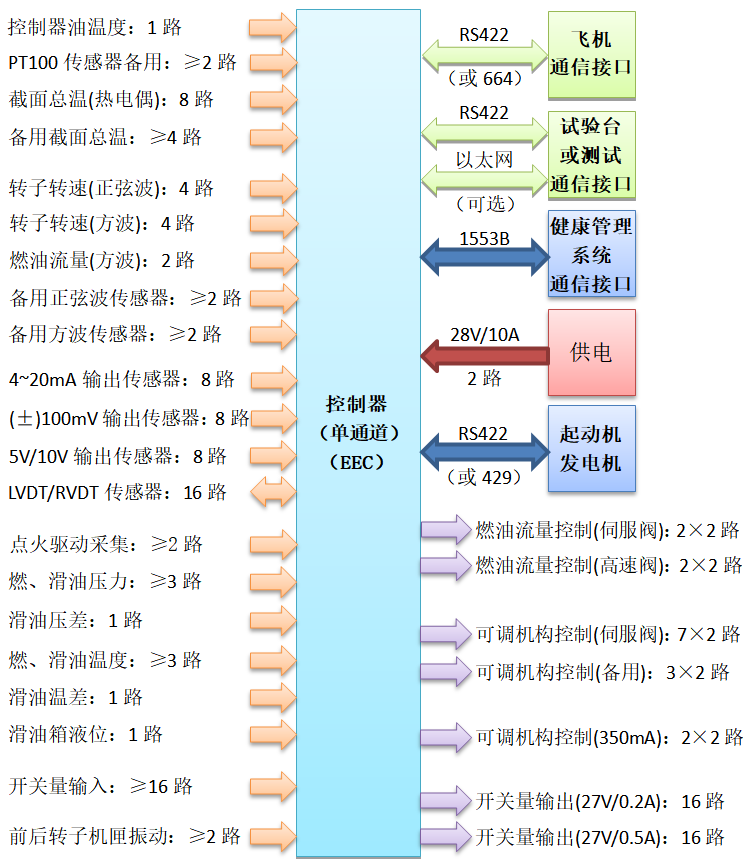 控制器油温度：1 路
PT100 传感器备用：≥2 路
截面总温(热电偶)：8 路
备用截面总温：≥4 路
转子转速(正弦波)：4 路
转子转速(方波)：4 路
燃油流量(方波)：2 路
备用正弦波传感器：≥2 路
备用方波传感器：≥2 路
4~20mA 输出传感器：8 路
(±)100mV 输出传感器：8 路
5V/10V 输出传感器：8 路
LVDT/RVDT 传感器：16 路
点火驱动采集：≥2 路
燃、滑油压力：≥3 路
滑油压差：1 路
燃、滑油温度：≥3 路
滑油温差：1 路
滑油箱液位：1 路
开关量输入：≥16 路
前后转子机匣振动：≥2 路
控制器
（单通道）
（EEC）
RS422
（或 664）
飞机
通信接口
RS422
以太网
（可选）
试验台
或测试
通信接口
1553B
健康管理
系统
通信接口
28V/10A
2 路
供电
RS422
（或 429）
起动机
发电机
燃油流量控制(伺服阀)：2×2 路
燃油流量控制(高速阀)：2×2 路
可调机构控制(伺服阀)：7×2 路
可调机构控制(备用)：3×2 路
可调机构控制(350mA)：2×2 路
开关量输出(27V/0.2A)：16 路
开关量输出(27V/0.5A)：16 路